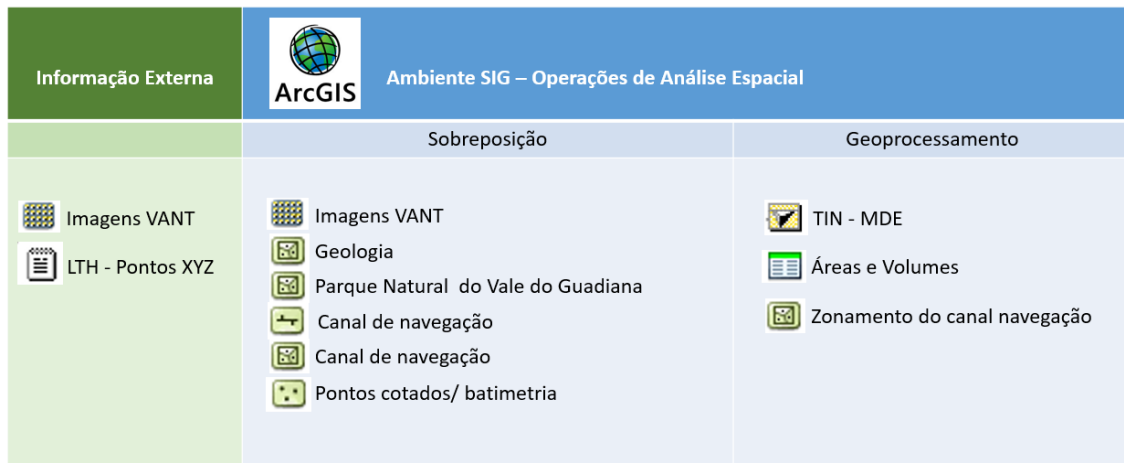 Informação Externa
ArcGIS
Ambiente SIG – Operações de Análise Espacial
Sobreposição
Geoprocessamento
Imagens VANT
LTH - Pontos XYZ
Imagens VANT
Geologia
Parque Natural do Vale do Guadiana
Canal de navegação
Canal de navegação
Pontos cotados/ batimetria
TIN - MDE
Áreas e Volumes
Zonamento do canal navegação